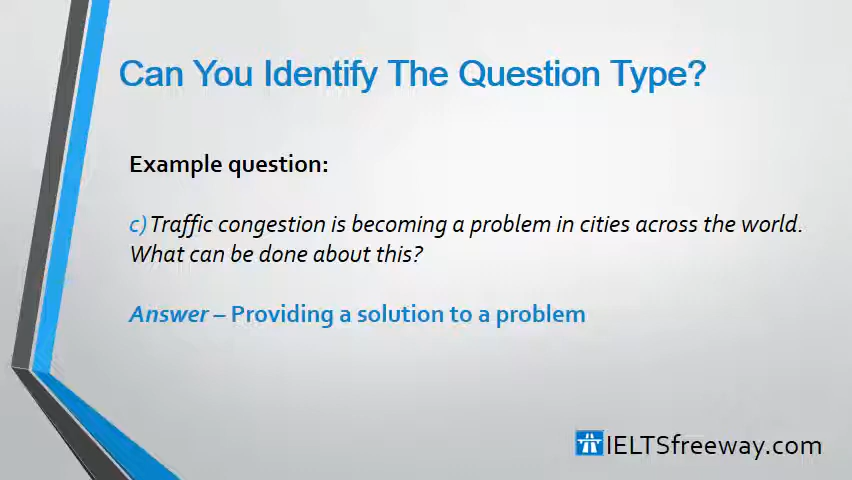 Can You Identify The Question Type?
Example question:
c) Traffic congestion is becoming a problem in cities across the world.
What can be done about this?
Answer – Providing a solution to a problem
IELTSfreeway.com